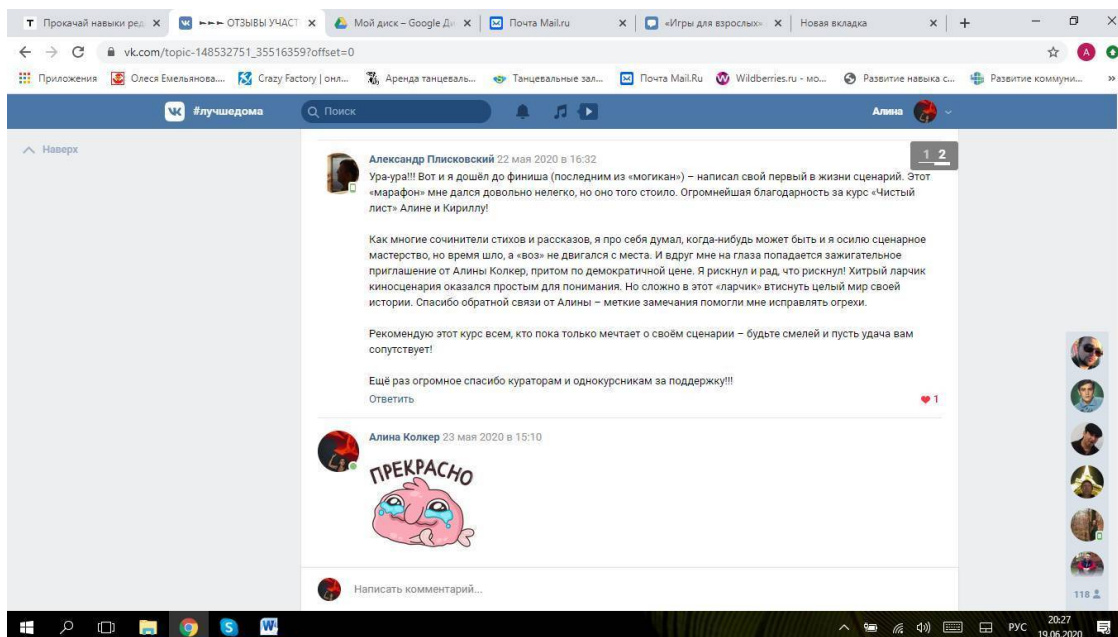 Прокачай навыки ред
►►► ОТЗЫВЫ УЧАСТ
Мой диск – Google Ди
Почта Mail.ru
«Игры для взрослых»
Новая вкладка
vk.com/topic-148532751_35516359?offset=0
A
Приложения
Олеся Емельянова....
Crazy Factory | онл...
Аренда танцеваль...
Танцевальные зал...
Почта Mail.Ru
Wildberries.ru – мо...
Развитие навыка с...
Развитие коммуни...
»
#лучшедома
Поиск
Алина
Наверх
1 2
Александр Плисковский 22 мая 2020 в 16:32
Ура-ура!!! Вот и я дошёл до финиша (последним из «могикан») – написал свой первый в жизни сценарий. Этот
«марафон» мне дался довольно нелегко, но оно того стоило. Огромнейшая благодарность за курс «Чистый
лист» Алине и Кириллу!
Как многие сочинители стихов и рассказов, я про себя думал, когда-нибудь может быть и я осилю сценарное
мастерство, но время шло, а «воз» не двигался с места. И вдруг мне на глаза попадается зажигательное
приглашение от Алины Колкер, притом по демократичной цене. Я рискнул и рад, что рискнул! Хитрый ларчик
киносценария оказался простым для понимания. Но сложно в этот «ларчик» втиснуть целый мир своей
истории. Спасибо обратной связи от Алины – меткие замечания помогли мне исправлять огрехи.
Рекомендую этот курс всем, кто пока только мечтает о своём сценарии – будьте смелей и пусть удача вам
сопутствует!
Ещё раз огромное спасибо кураторам и однокурсникам за поддержку!!!
Ответить
1
Алина Колкер 23 мая 2020 в 15:10
ПРЕКРАСНО
Написать комментарий...
118
РУС
20:27
19.06.2020